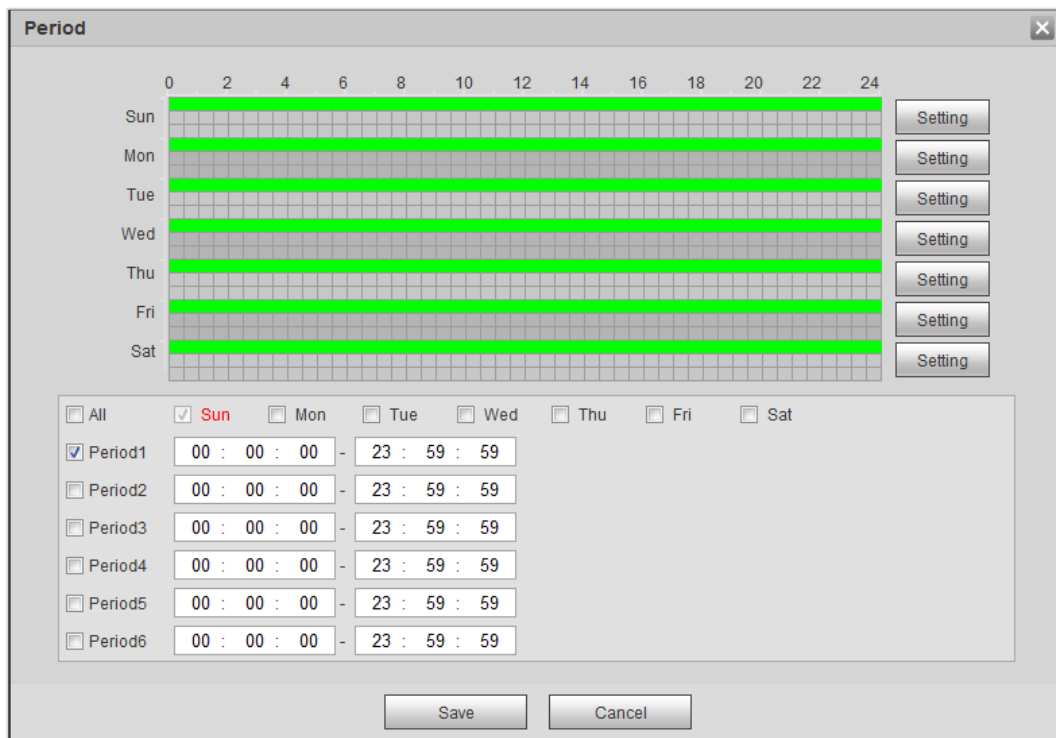 Period
0 2 4 6 8 10 12 14 16 18 20 22 24
Sun Setting
Mon Setting
Tue Setting
Wed Setting
Thu Setting
Fri Setting
Sat Setting
All Sun Mon Tue Wed Thu Fri Sat
Period1 00 : 00 : 00 - 23 : 59 : 59
Period2 00 : 00 : 00 - 23 : 59 : 59
Period3 00 : 00 : 00 - 23 : 59 : 59
Period4 00 : 00 : 00 - 23 : 59 : 59
Period5 00 : 00 : 00 - 23 : 59 : 59
Period6 00 : 00 : 00 - 23 : 59 : 59
Save Cancel